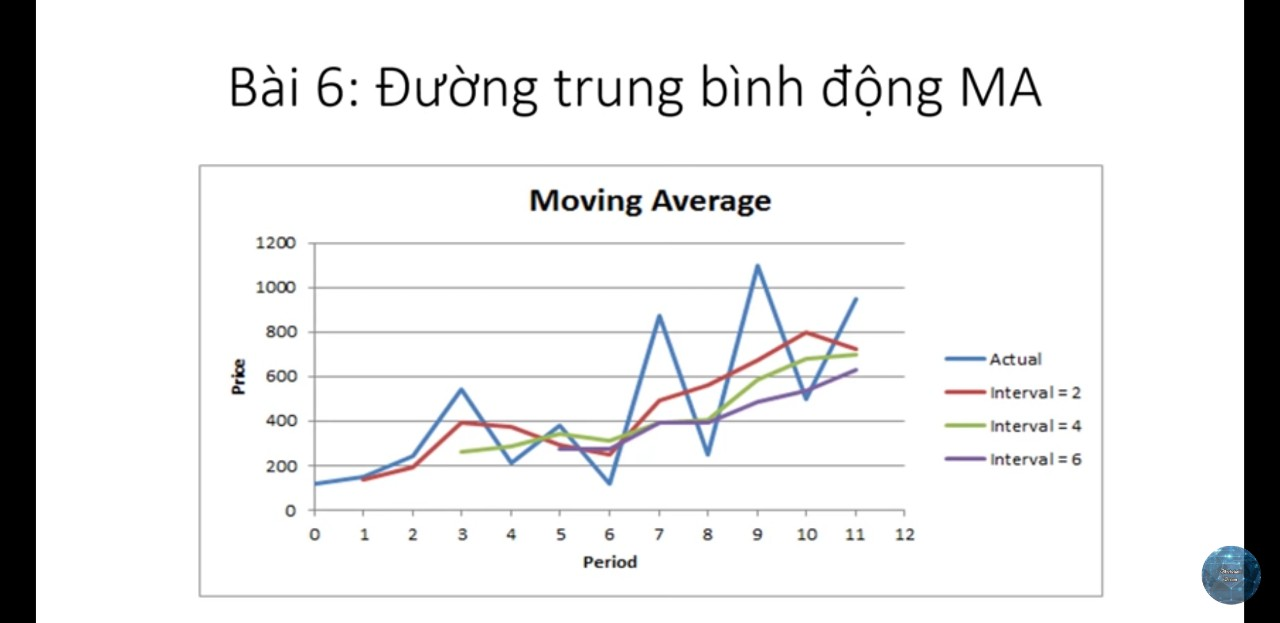 Bài 6: Đường trung bình động MA
Moving Average
1200
1000
800
600
400
200
0
Price
0 1 2 3 4 5 6 7 8 9 10 11 12
Period
Actual
Interval = 2
Interval = 4
Interval = 6